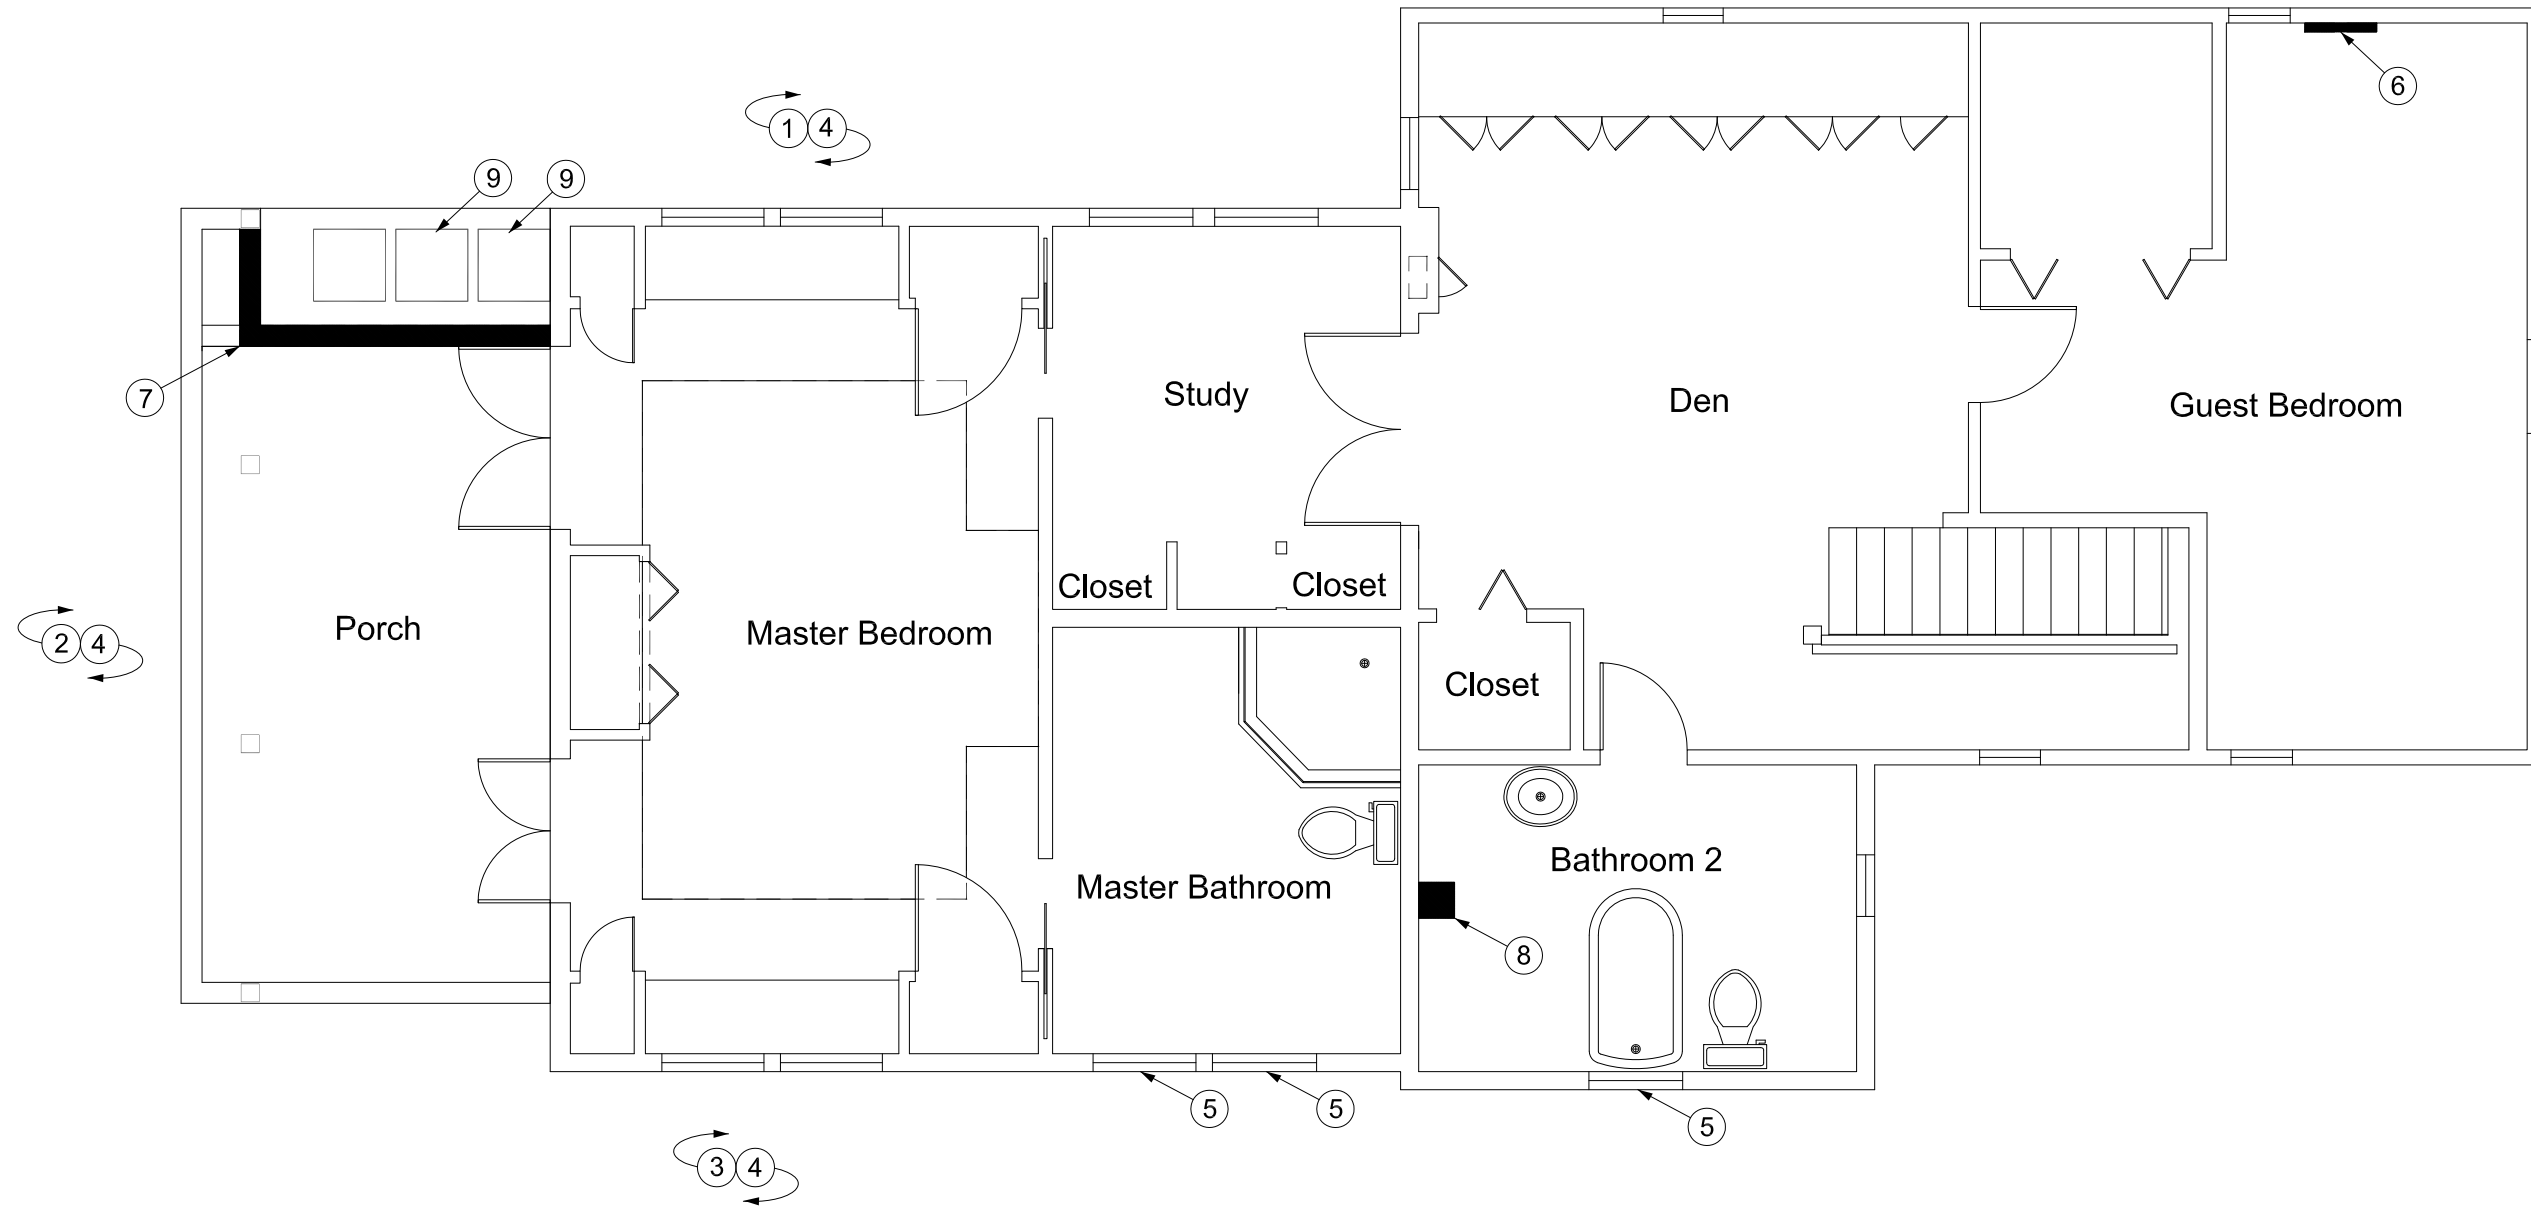 6
1 4
9 9
7
Study
Den
Guest Bedroom
Closet
Closet
Porch
Master Bedroom
2 4
Closet
Bathroom 2
Master Bathroom
8
5
5
5
3 4